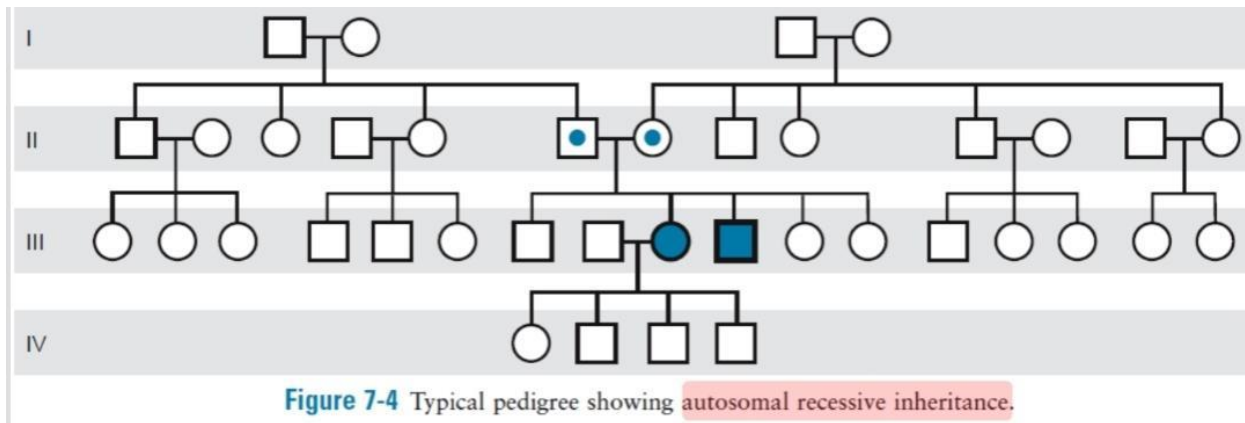 I
II
III
IV
Figure 7-4 Typical pedigree showing autosomal recessive inheritance.